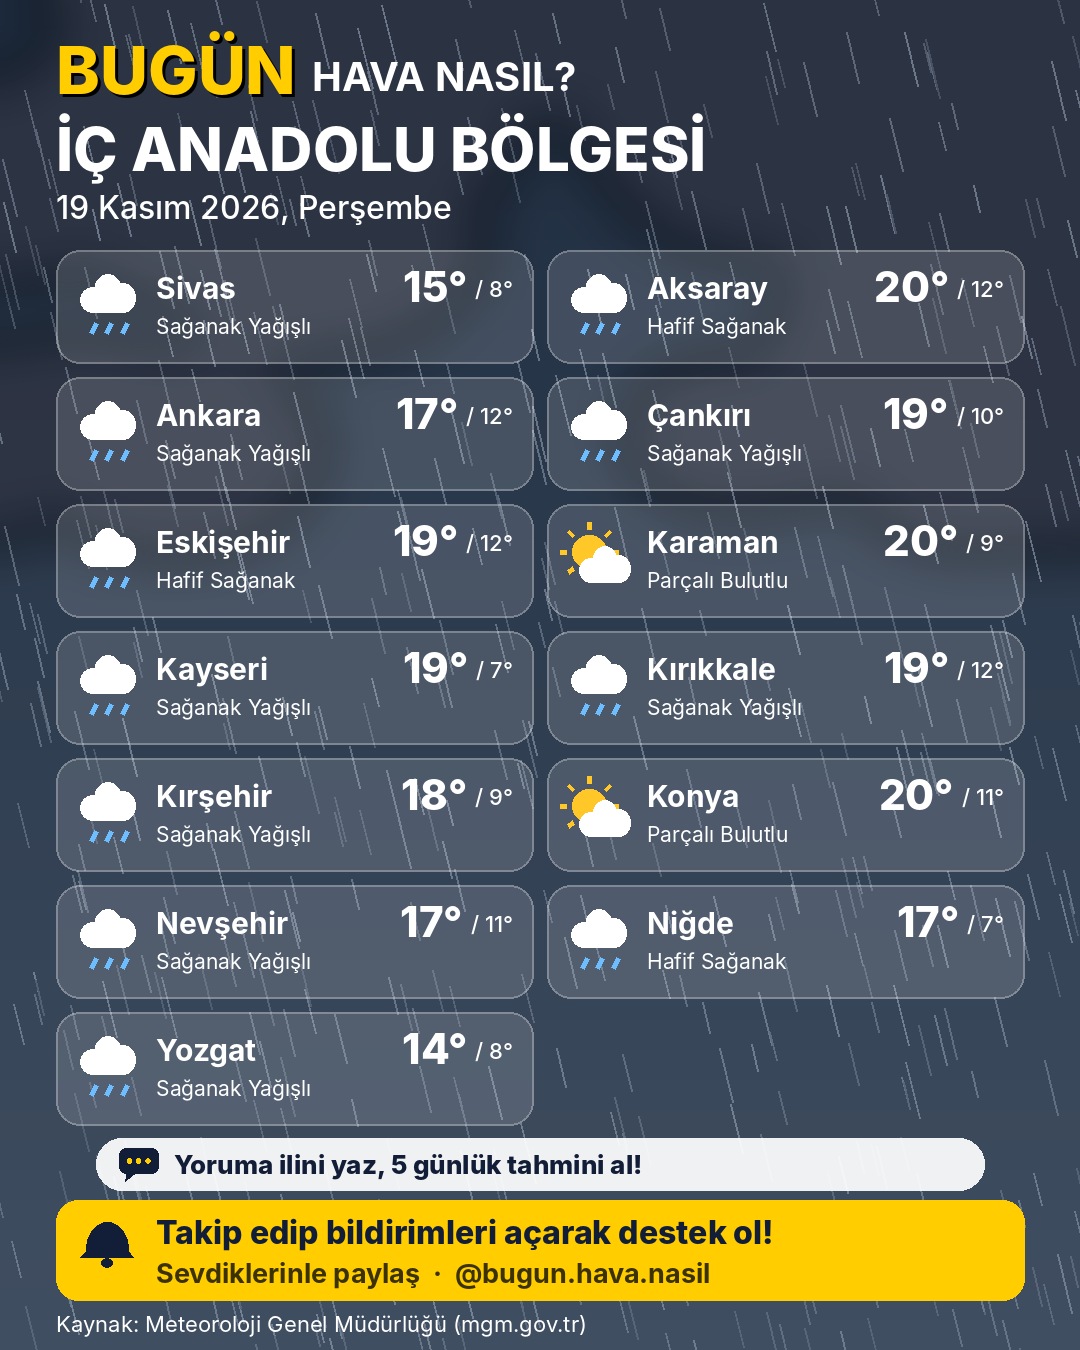 BUGÜN HAVA NASIL?
İÇ ANADOLU BÖLGESİ
19 Kasım 2026, Perşembe
Sivas 15° / 8°
Sağanak Yağışlı
Aksaray 20° / 12°
Hafif Sağanak
Ankara 17° / 12°
Sağanak Yağışlı
Çankırı 19° / 10°
Sağanak Yağışlı
Eskişehir 19° / 12°
Hafif Sağanak
Karaman 20° / 9°
Parçalı Bulutlu
Kayseri 19° / 7°
Sağanak Yağışlı
Kırıkkale 19° / 12°
Sağanak Yağışlı
Kırşehir 18° / 9°
Sağanak Yağışlı
Konya 20° / 11°
Parçalı Bulutlu
Nevşehir 17° / 11°
Sağanak Yağışlı
Niğde 17° / 7°
Hafif Sağanak
Yozgat 14° / 8°
Sağanak Yağışlı
Yoruma ilini yaz, 5 günlük tahmini al!
Takip edip bildirimleri açarak destek ol!
Sevdiklerinle paylaş · @bugun.hava.nasil
Kaynak: Meteoroloji Genel Müdürlüğü (mgm.gov.tr)